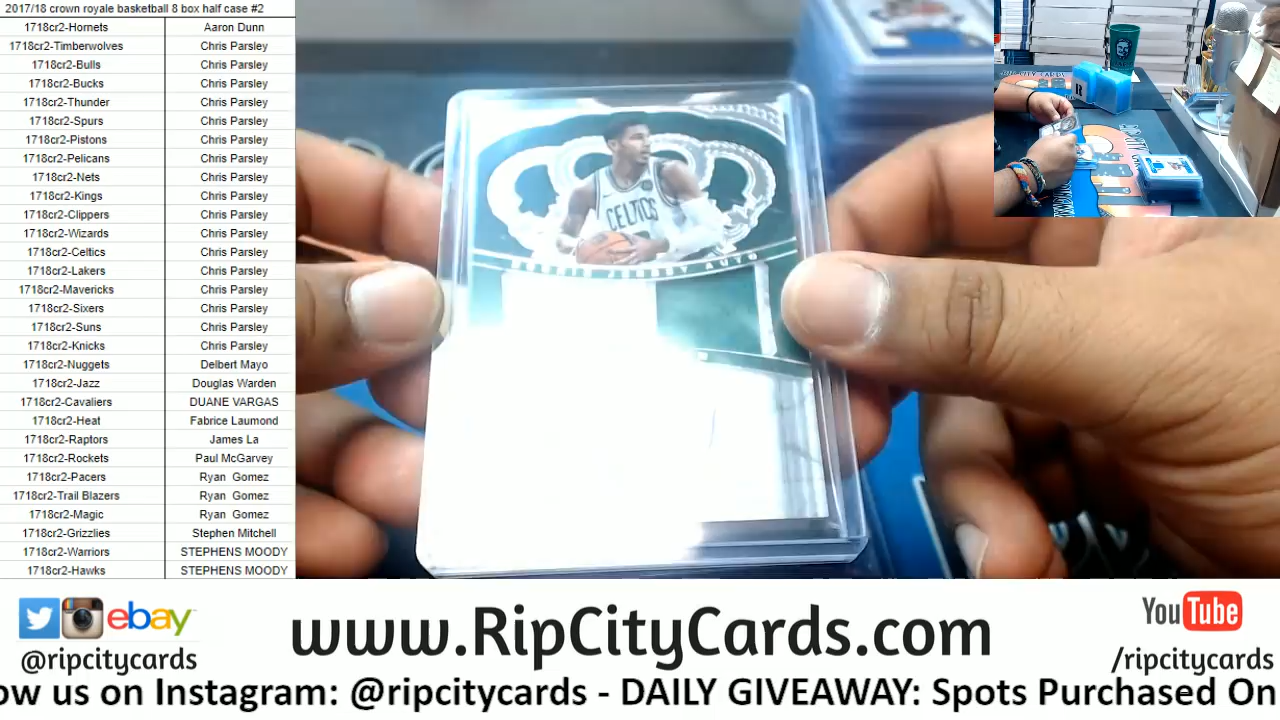 2017/18 crown royale basketball 8 box half case #2
1718cr2-Hornets Aaron Dunn
1718cr2-Timberwolves Chris Parsley
1718cr2-Bulls Chris Parsley
1718cr2-Bucks Chris Parsley
1718cr2-Thunder Chris Parsley
1718cr2-Spurs Chris Parsley
1718cr2-Pistons Chris Parsley
1718cr2-Pelicans Chris Parsley
1718cr2-Nets Chris Parsley
1718cr2-Kings Chris Parsley
1718cr2-Clippers Chris Parsley
1718cr2-Wizards Chris Parsley
1718cr2-Celtics Chris Parsley
1718cr2-Lakers Chris Parsley
1718cr2-Mavericks Chris Parsley
1718cr2-Sixers Chris Parsley
1718cr2-Suns Chris Parsley
1718cr2-Knicks Chris Parsley
1718cr2-Nuggets Delbert Mayo
1718cr2-Jazz Douglas Warden
1718cr2-Cavaliers DUANE VARGAS
1718cr2-Heat Fabrice Laumond
1718cr2-Raptors James La
1718cr2-Rockets Paul McGarvey
1718cr2-Pacers Ryan Gomez
1718cr2-Trail Blazers Ryan Gomez
1718cr2-Magic Ryan Gomez
1718cr2-Grizzlies Stephen Mitchell
1718cr2-Warriors STEPHENS MOODY
1718cr2-Hawks STEPHENS MOODY
CELTICS
JERSEY AUTO
ebay
@ripcitycards
www.RipCityCards.com
YouTube
/ripcitycards
ow us on Instagram: @ripcitycards - DAILY GIVEAWAY: Spots Purchased On